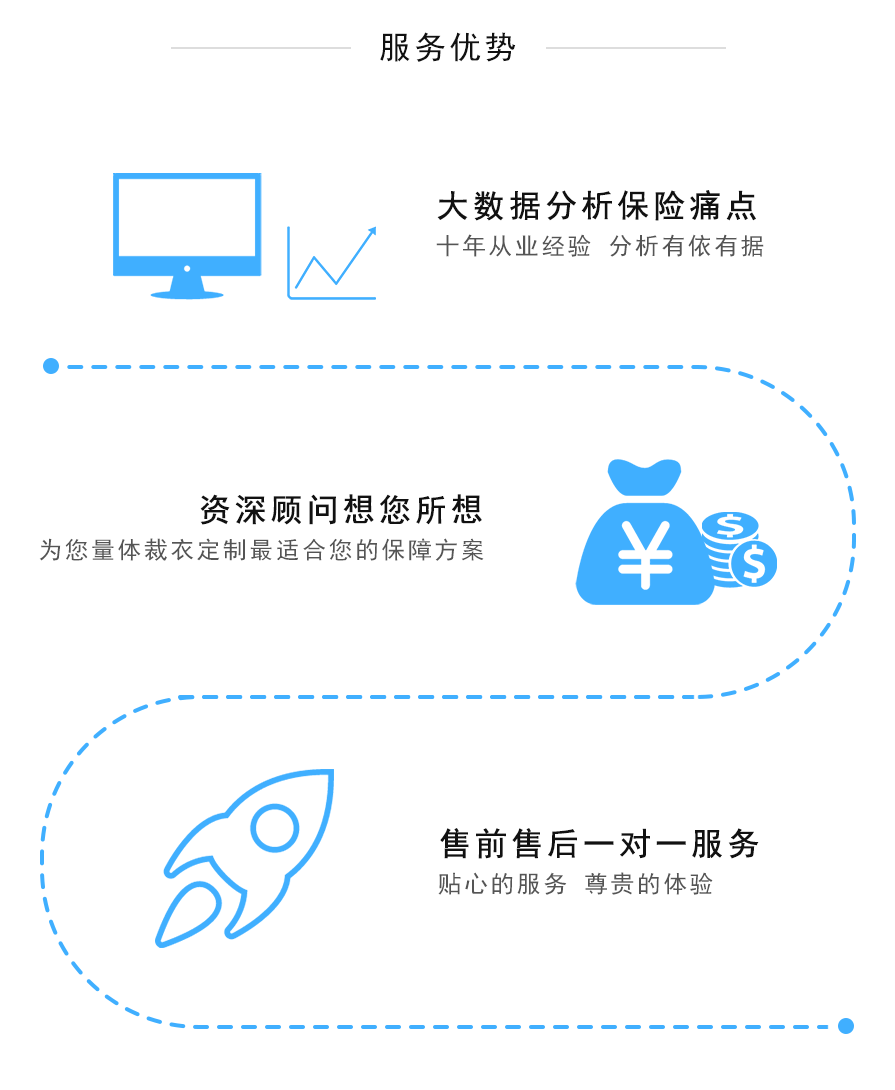 服务优势
大数据分析保险痛点
十年从业经验 分析有依有据
资深顾问想您所想
为您量体裁衣定制最适合您的保障方案
¥
$
$
售前售后一对一服务
贴心的服务 尊贵的体验